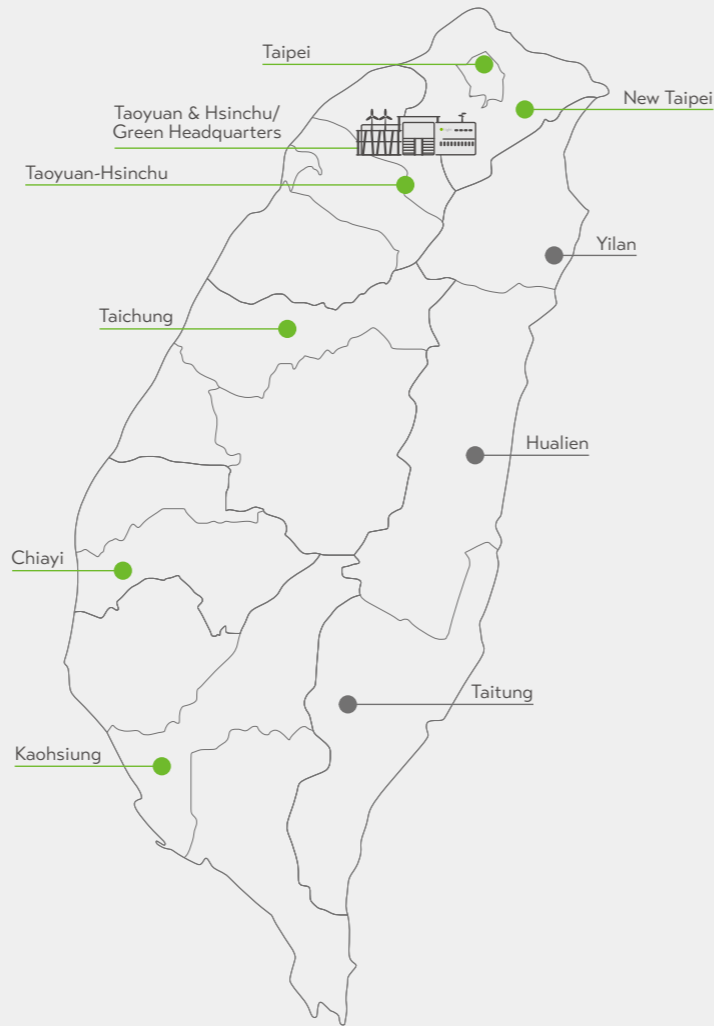 Taipei
New Taipei
Taoyuan & Hsinchu/
Green Headquarters
Taoyuan-Hsinchu
Yilan
Taichung
Hualien
Chiayi
Taitung
Kaohsiung